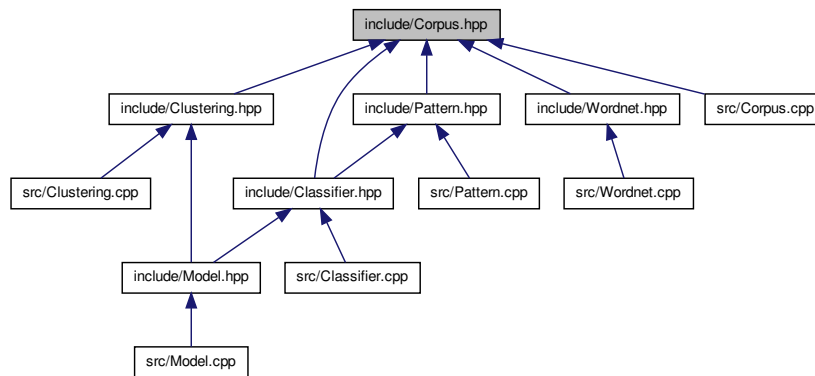 include/Corpus.hpp
include/Clustering.hpp
include/Pattern.hpp
include/Wordnet.hpp
src/Corpus.cpp
src/Clustering.cpp
include/Classifier.hpp
src/Pattern.cpp
src/Wordnet.cpp
include/Model.hpp
src/Classifier.cpp
src/Model.cpp